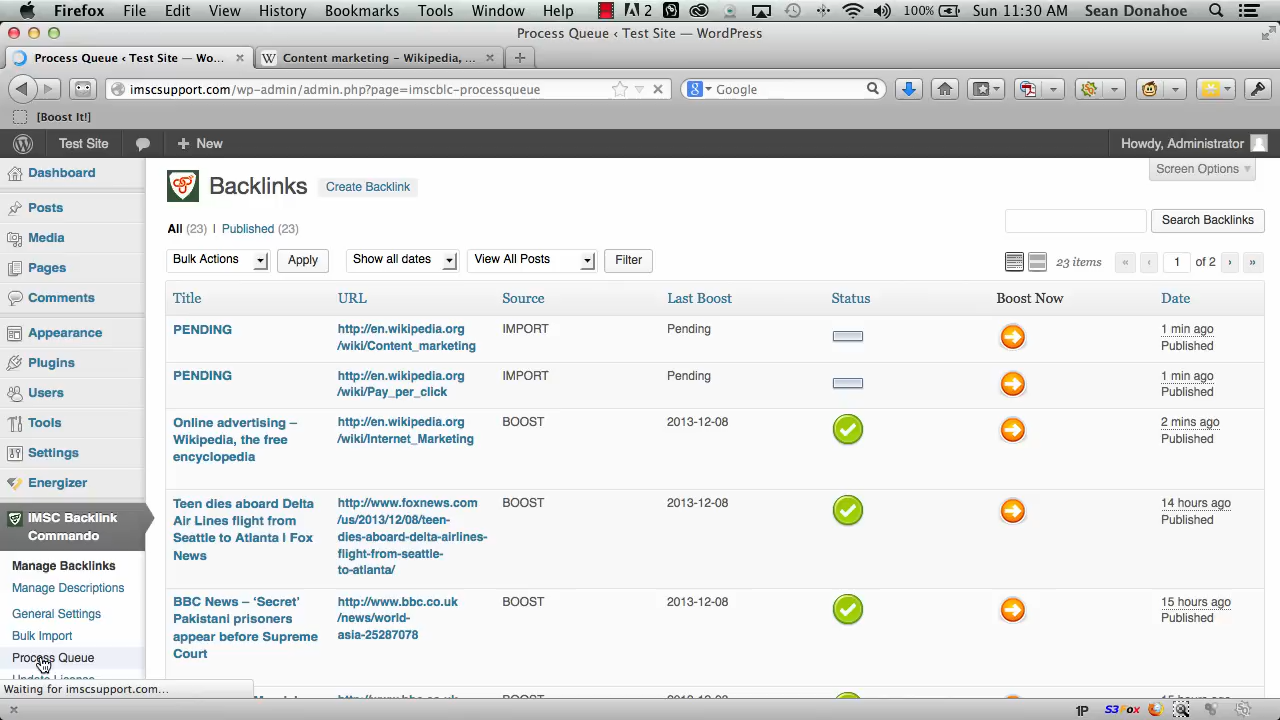 Firefox File Edit View History Bookmarks Tools Window Help 2 100% Sun 11:30 AM Sean Donahoe
Process Queue ‹ Test Site — WordPress
Process Queue ‹ Test Site — Wo... × W Content marketing – Wikipedia, ... × +
imscsupport.com/wp-admin/admin.php?page=imscblc-processqueue Google
[Boost It!]
Test Site + New Howdy, Administrator
Screen Options
Dashboard
Posts
Media
Pages
Comments
Appearance
Plugins
Users
Tools
Settings
Energizer
IMSC Backlink
Commando
Manage Backlinks
Manage Descriptions
General Settings
Bulk Import
Process Queue
Update License
Waiting for imscsupport.com...
Backlinks Create Backlink
All (23) | Published (23)
Search Backlinks
Bulk Actions Apply Show all dates View All Posts Filter 23 items « ‹ 1 of 2 › »
Title URL Source Last Boost Status Boost Now Date
PENDING http://en.wikipedia.org IMPORT Pending 1 min ago
/wiki/Content_marketing Published
PENDING http://en.wikipedia.org IMPORT Pending 1 min ago
/wiki/Pay_per_click Published
Online advertising – http://en.wikipedia.org BOOST 2013-12-08 2 mins ago
Wikipedia, the free /wiki/Internet_Marketing Published
encyclopedia
Teen dies aboard Delta http://www.foxnews.com BOOST 2013-12-08 14 hours ago
Air Lines flight from /us/2013/12/08/teen- Published
Seattle to Atlanta | Fox dies-aboard-delta-airlines-
News flight-from-seattle-
to-atlanta/
BBC News – ‘Secret’ http://www.bbc.co.uk BOOST 2013-12-08 15 hours ago
Pakistani prisoners /news/world- Published
appear before Supreme asia-25287078
Court
1P S3Fox